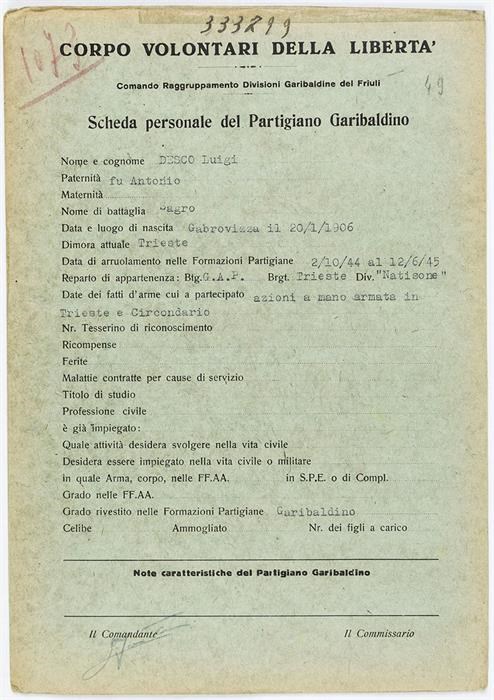 333299
1073
CORPO VOLONTARI DELLA LIBERTA'
Comando Raggruppamento Divisioni Garibaldine del Friuli
49
Scheda personale del Partigiano Garibaldino
Nome e cognome DESCO Luigi
Paternità fu Antonio
Maternità
Nome di battaglia Sagro
Data e luogo di nascita Gabrovizza il 20/1/1906
Dimora attuale Trieste
Data di arruolamento nelle Formazioni Partigiane 2/10/44 al 12/6/45
Reparto di appartenenza: Btg. G.A.P. Brgt. Trieste Div. "Natisone"
Date dei fatti d'arme cui a partecipato azioni a mano armata in
Trieste e Circondario
Nr. Tesserino di riconoscimento
Ricompense
Ferite
Malattie contratte per cause di servizio
Titolo di studio
Professione civile
è già impiegato:
Quale attività desidera svolgere nella vita civile
Desidera essere impiegato nella vita civile o militare
in quale Arma, corpo, nelle FF.AA. in S.P.E. o di Compl.
Grado nelle FF.AA.
Grado rivestito nelle Formazioni Partigiane Garibaldino
Celibe Ammogliato Nr. dei figli a carico
Note caratteristiche del Partigiano Garibaldino
Il Comandante Il Commissario